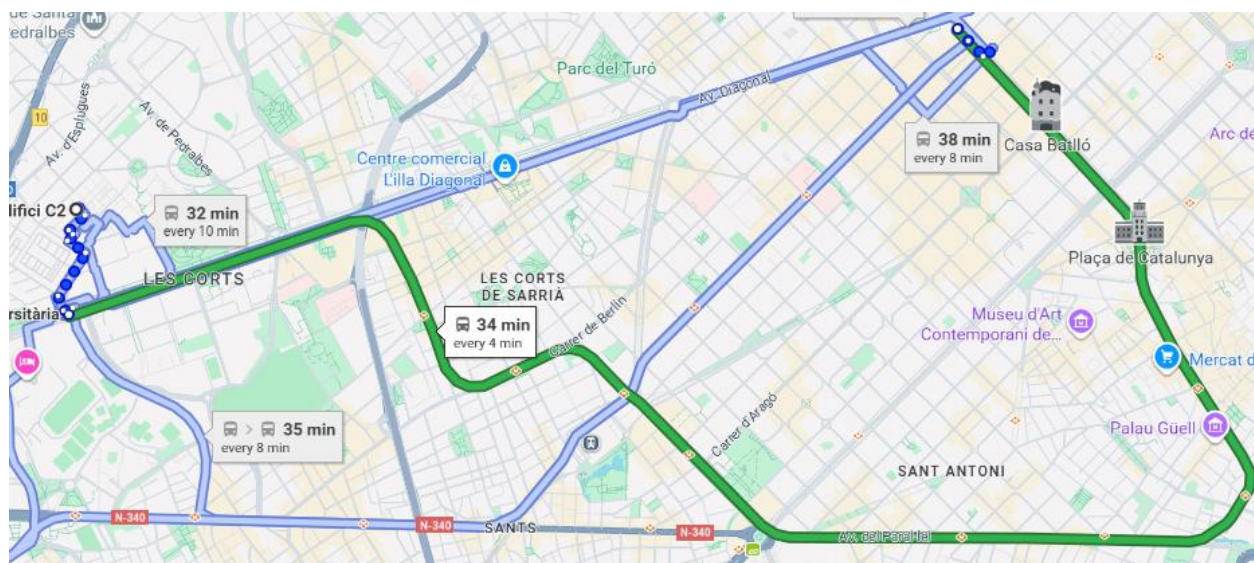 de Santa
Pedralbes
10
Av. d'Esplugues
Av. de Pedralbes
Parc del Turó
Av. Diagonal
Centre comercial
L'illa Diagonal
38 min
every 8 min
Casa Batlló
Arc de
difici C2
32 min
every 10 min
LES CORTS
LES CORTS
DE SARRIÀ
Plaça de Catalunya
rsitària
34 min
every 4 min
Carrer de Berlín
Museu d'Art
Contemporani de...
Mercat d
35 min
every 8 min
Carrer d'Aragó
Palau Güell
SANT ANTONI
N-340
N-340
SANTS
N-340
Av. del Paral·lel